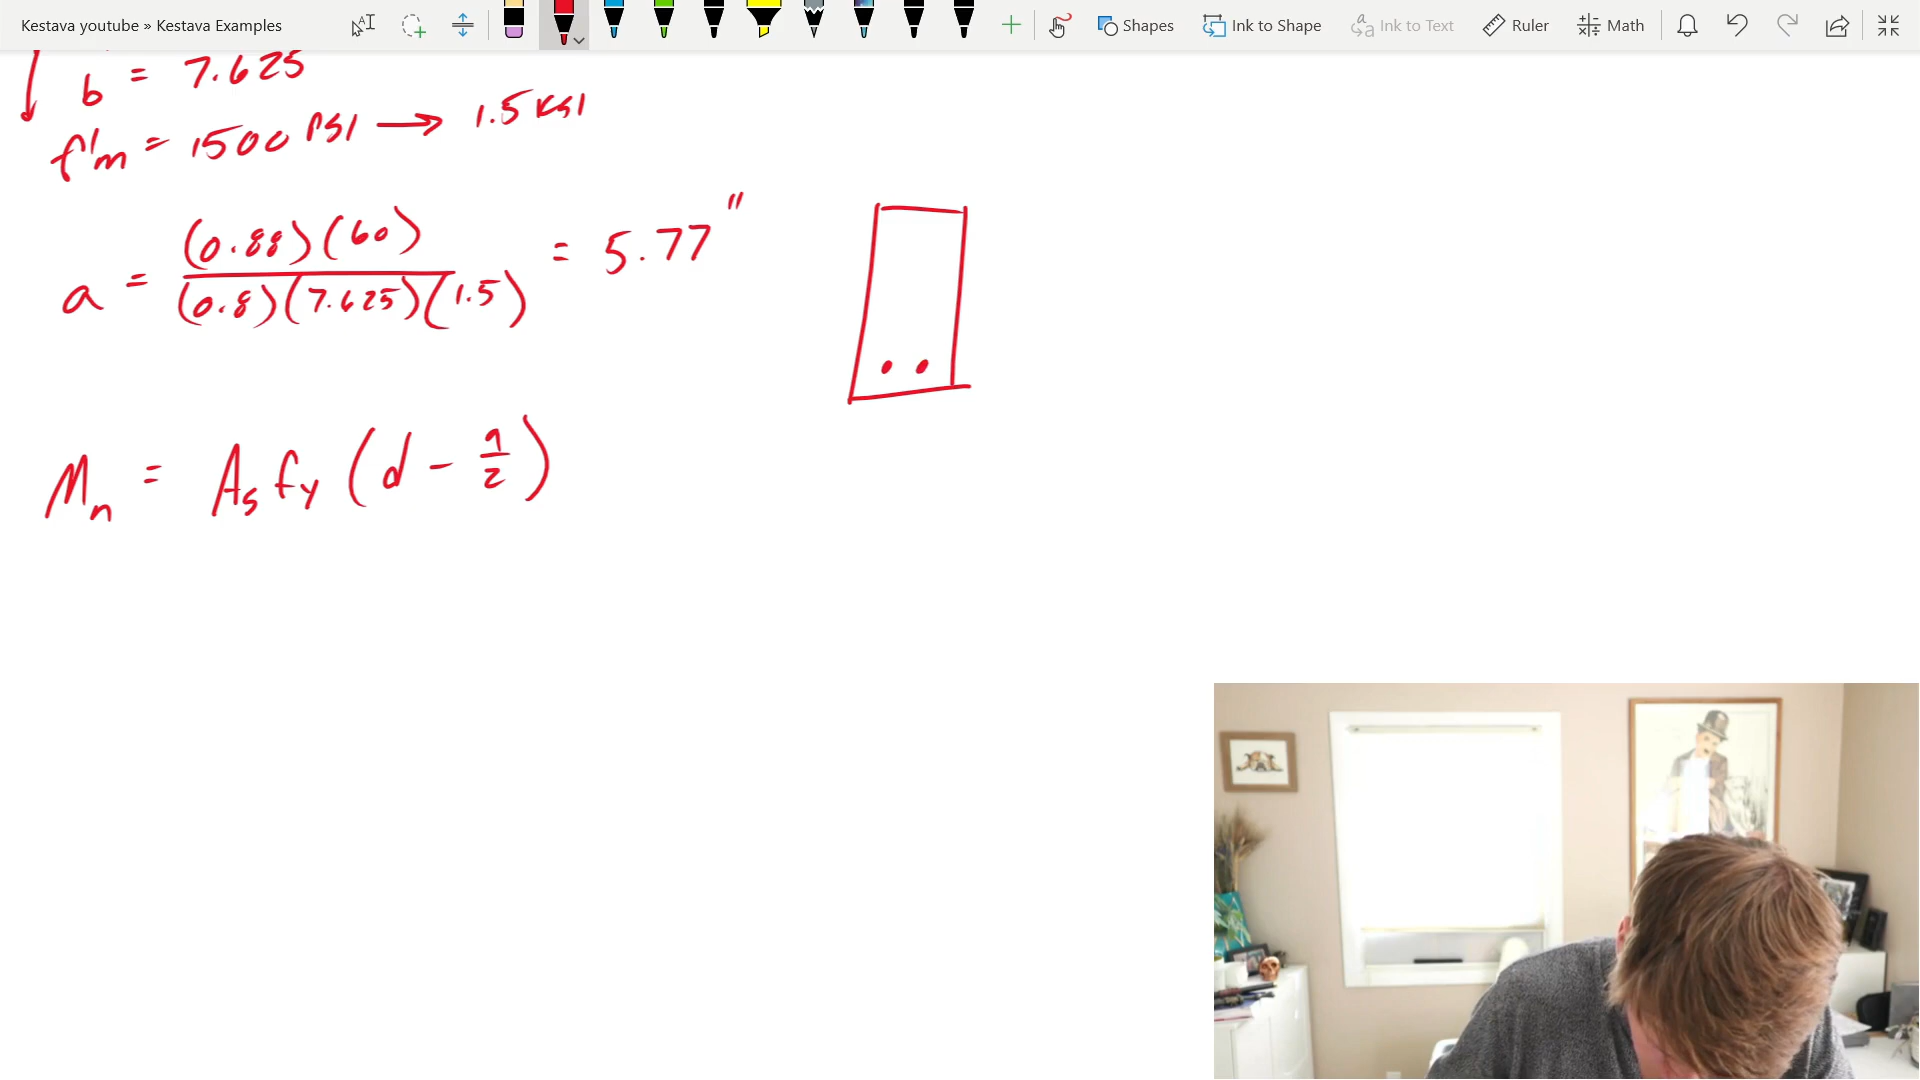 Kestava youtube » Kestava Examples Shapes Ink to Shape Ink to Text Ruler Math
b = 7.625
f'm = 1500 PSI → 1.5 KSI
a = (0.88)(60) / (0.8)(7.625)(1.5) = 5.77"
Mn = As fy (d - a/2)